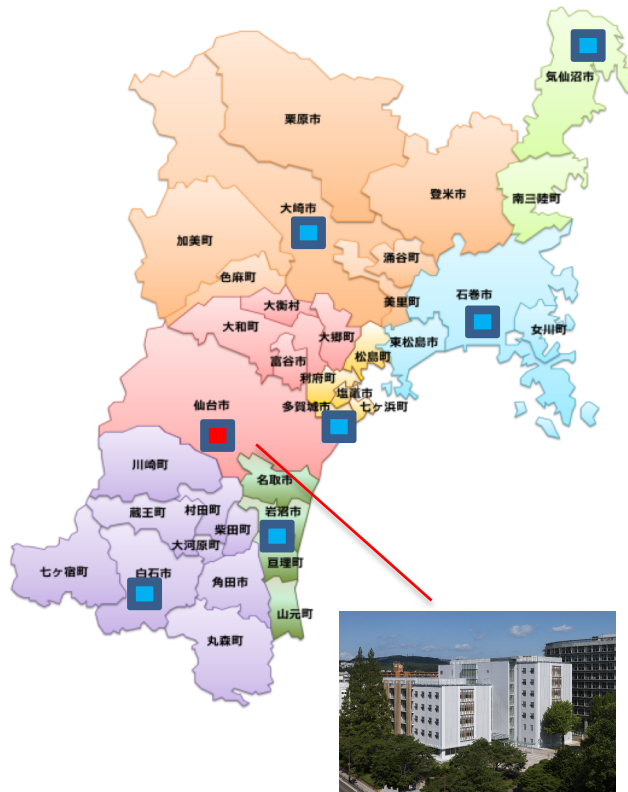 気仙沼市
栗原市
登米市
南三陸町
大崎市
加美町
涌谷町
色麻町
美里町
石巻市
大衡村
大和町
大郷町
女川町
東松島市
松島町
富谷市
利府町
塩竈市
仙台市
多賀城市
七ヶ浜町
川崎町
名取市
蔵王町
村田町
岩沼市
柴田町
大河原町
亘理町
七ケ宿町
白石市
角田市
山元町
丸森町